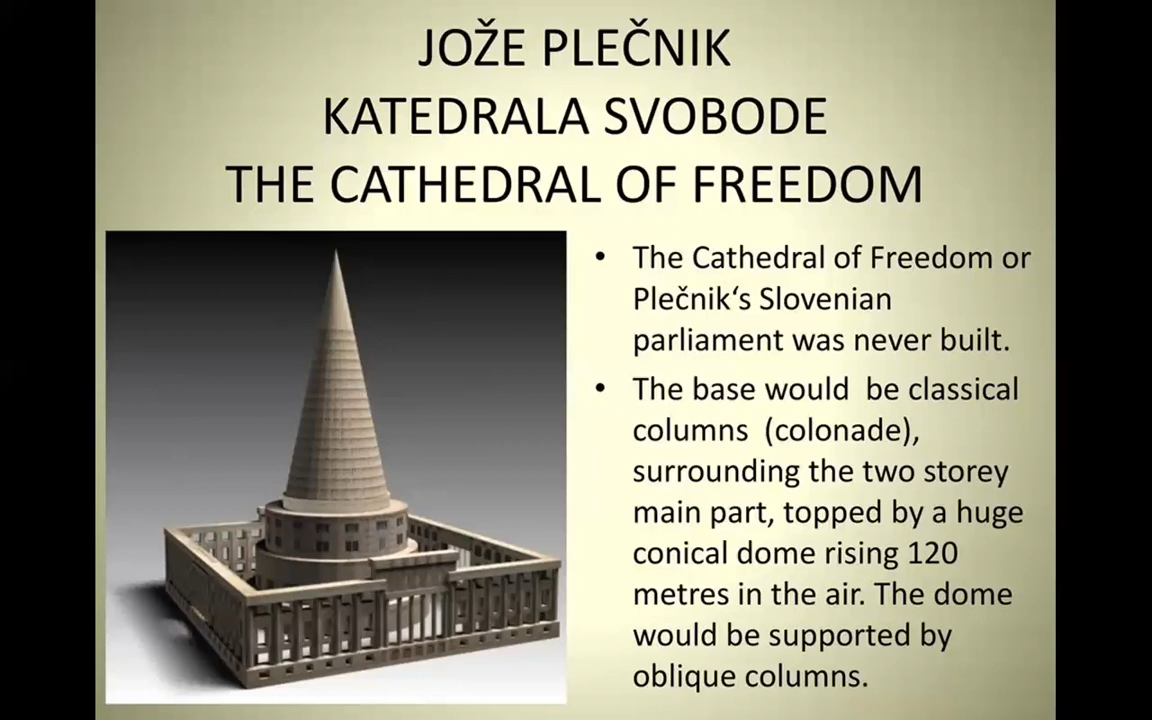 JOŽE PLEČNIK
KATEDRALA SVOBODE
THE CATHEDRAL OF FREEDOM
• The Cathedral of Freedom or
Plečnik‘s Slovenian
parliament was never built.
• The base would be classical
columns (colonade),
surrounding the two storey
main part, topped by a huge
conical dome rising 120
metres in the air. The dome
would be supported by
oblique columns.